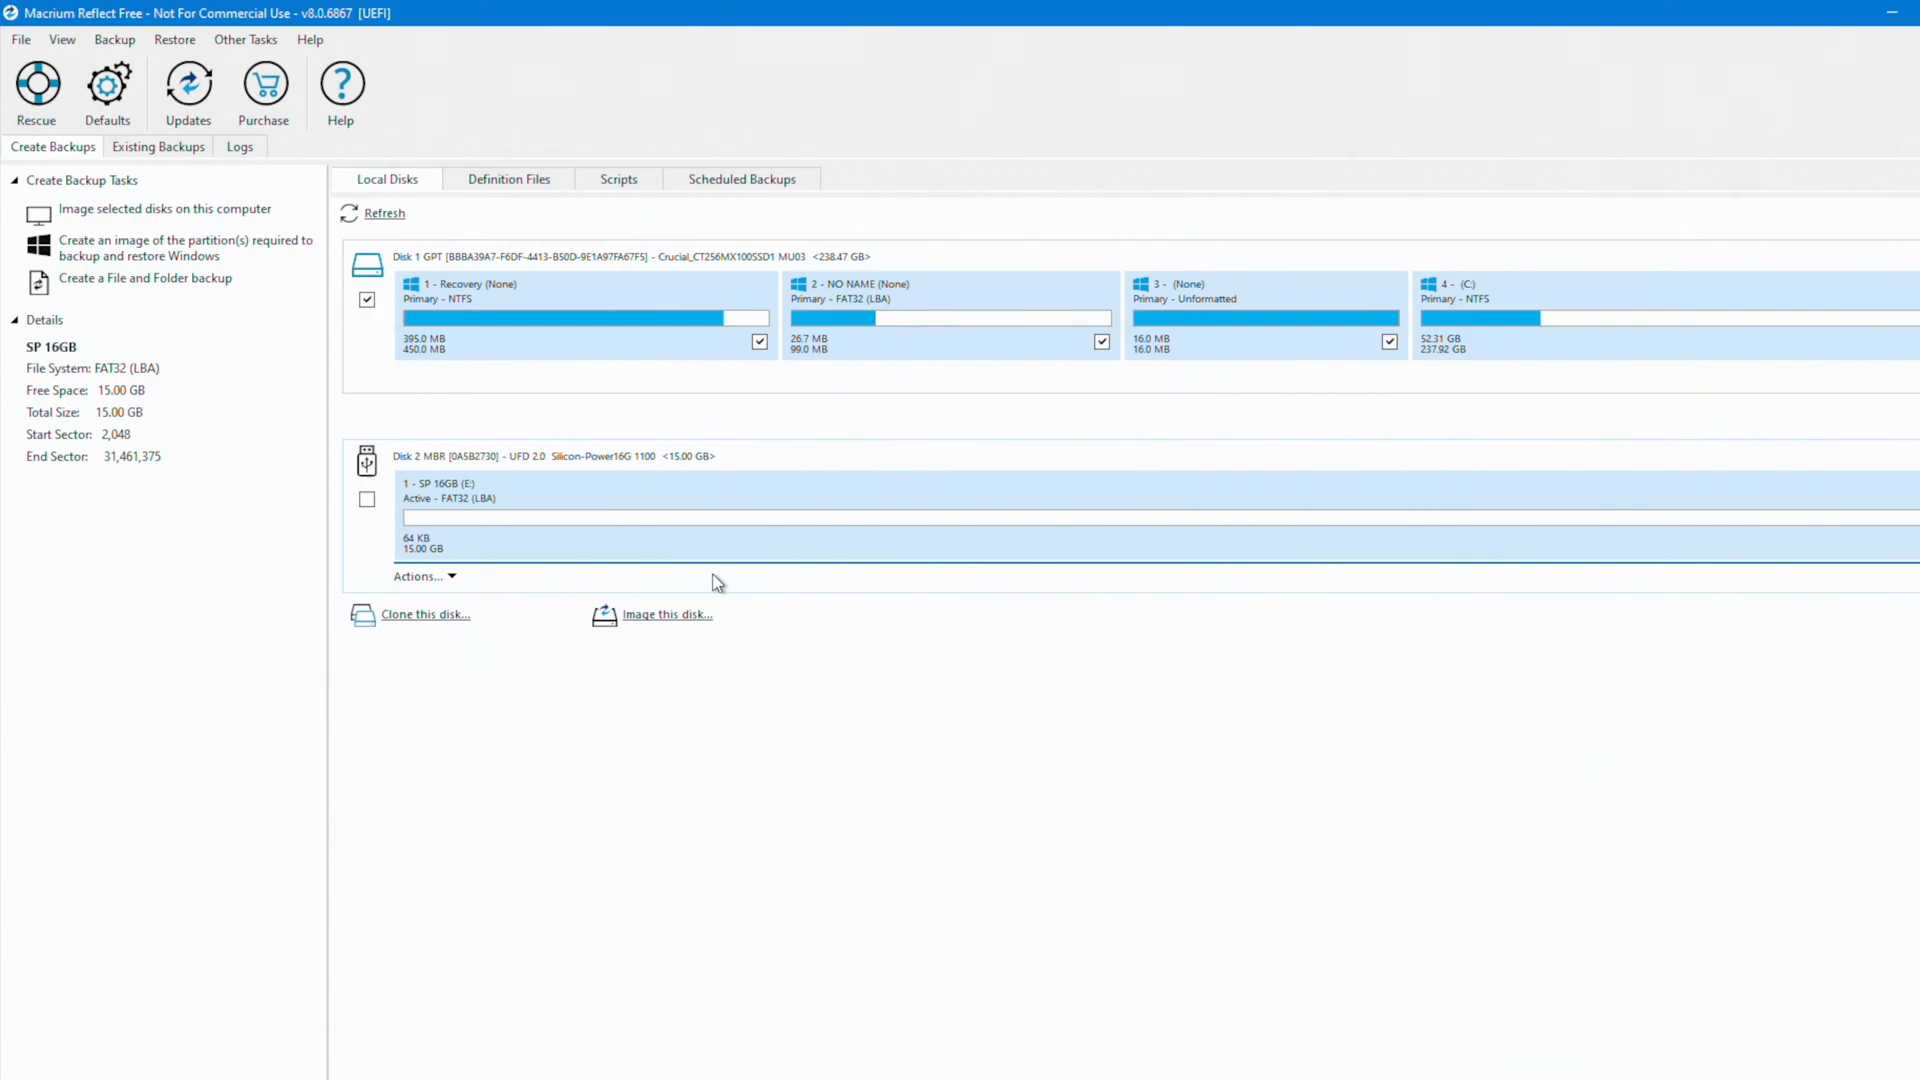 Macrium Reflect Free - Not For Commercial Use - v8.0.6867 [UEFI]
File View Backup Restore Other Tasks Help
Rescue Defaults Updates Purchase Help
Create Backups Existing Backups Logs
Create Backup Tasks
Image selected disks on this computer
Create an image of the partition(s) required to
backup and restore Windows
Create a File and Folder backup
Details
SP 16GB
File System: FAT32 (LBA)
Free Space: 15.00 GB
Total Size: 15.00 GB
Start Sector: 2,048
End Sector: 31,461,375
Local Disks Definition Files Scripts Scheduled Backups
Refresh
Disk 1 GPT [BBBA39A7-F6DF-4413-B50D-9E1A97FA67F5] - Crucial_CT256MX100SSD1 MU03 <238.47 GB>
1 - Recovery (None)
Primary - NTFS
395.0 MB
450.0 MB
2 - NO NAME (None)
Primary - FAT32 (LBA)
26.7 MB
99.0 MB
3 - (None)
Primary - Unformatted
16.0 MB
16.0 MB
4 - (C:)
Primary - NTFS
52.31 GB
237.92 GB
Disk 2 MBR [0A5B2730] - UFD 2.0 Silicon-Power16G 1100 <15.00 GB>
1 - SP 16GB (E:)
Active - FAT32 (LBA)
64 KB
15.00 GB
Actions...
Clone this disk... Image this disk...